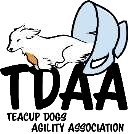 TDAA
TEACUP DOGS
AGILITY ASSOCIATION